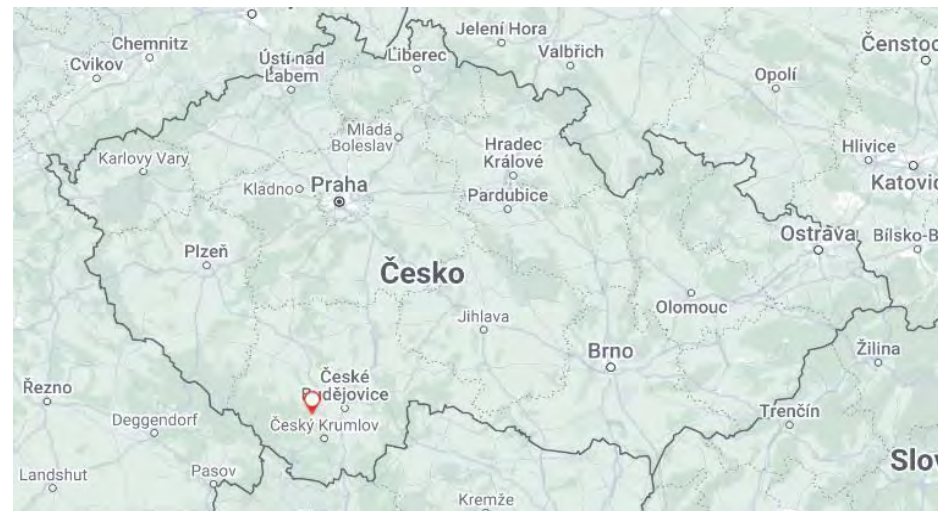 Jelení Hora
Chemnitz
Valbřich
Čenstoc
Cvikov
Ústí nad
Labem
Liberec
Opolí
Mladá
Boleslav
Hradec
Králové
Hlivice
Karlovy Vary
Kladno
Praha
Katovic
Pardubice
Ostrava
Bílsko-B
Plzeň
Česko
Olomouc
Jihlava
Brno
Žilina
České
Budějovice
Řezno
Deggendorf
Český Krumlov
Trenčín
Landshut
Pasov
Slov
Kremže